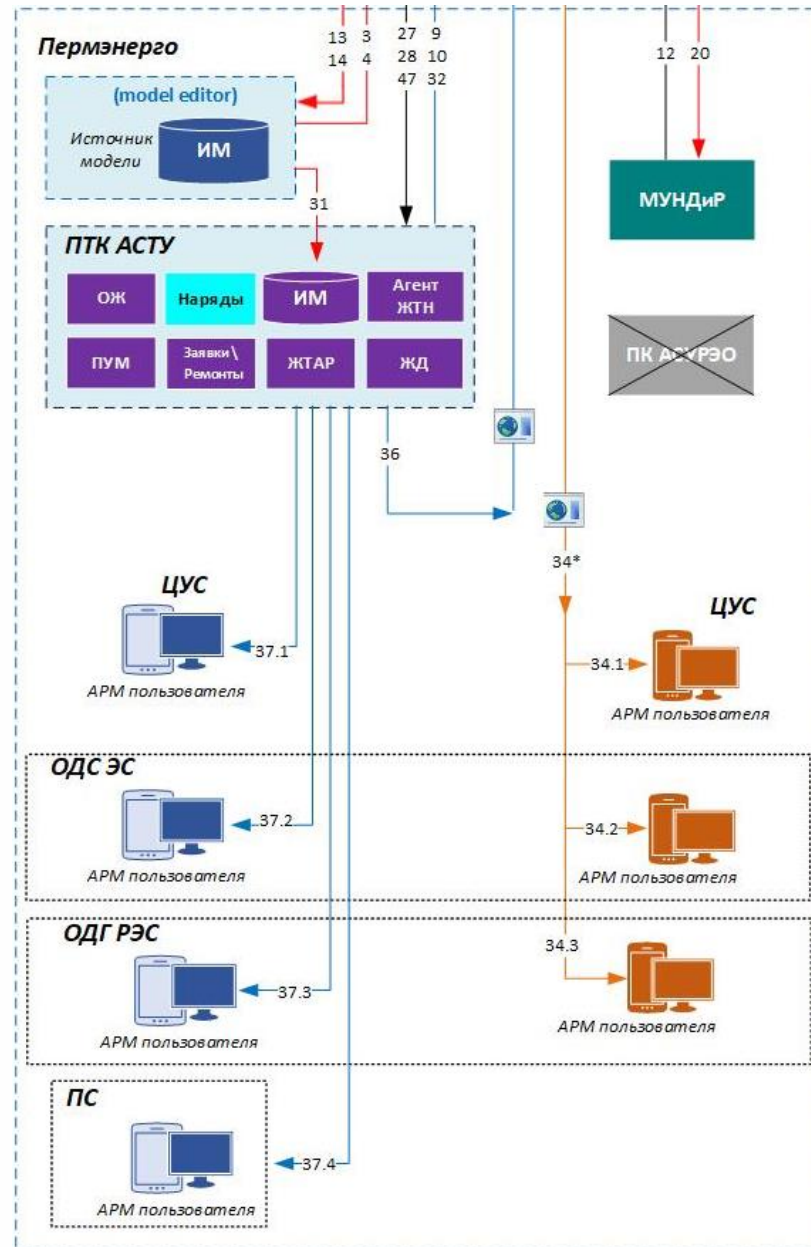 13 3 27 9 12 20
14 4 28 10
47 32
Пермэнерго
(model editor)
Источник
модели
ИМ
31
МУНДиР
ПТК АСТУ
ОЖ
Наряды
ИМ
Агент
ЖТН
ПУМ
Заявки\
Ремонты
ЖТАР
ЖД
ПК АСУРЭО
36
34*
ЦУС
37.1
АРМ пользователя
ЦУС
34.1
АРМ пользователя
ОДС ЭС
37.2
АРМ пользователя
34.2
АРМ пользователя
ОДГ РЭС
37.3
АРМ пользователя
34.3
АРМ пользователя
ПС
37.4
АРМ пользователя